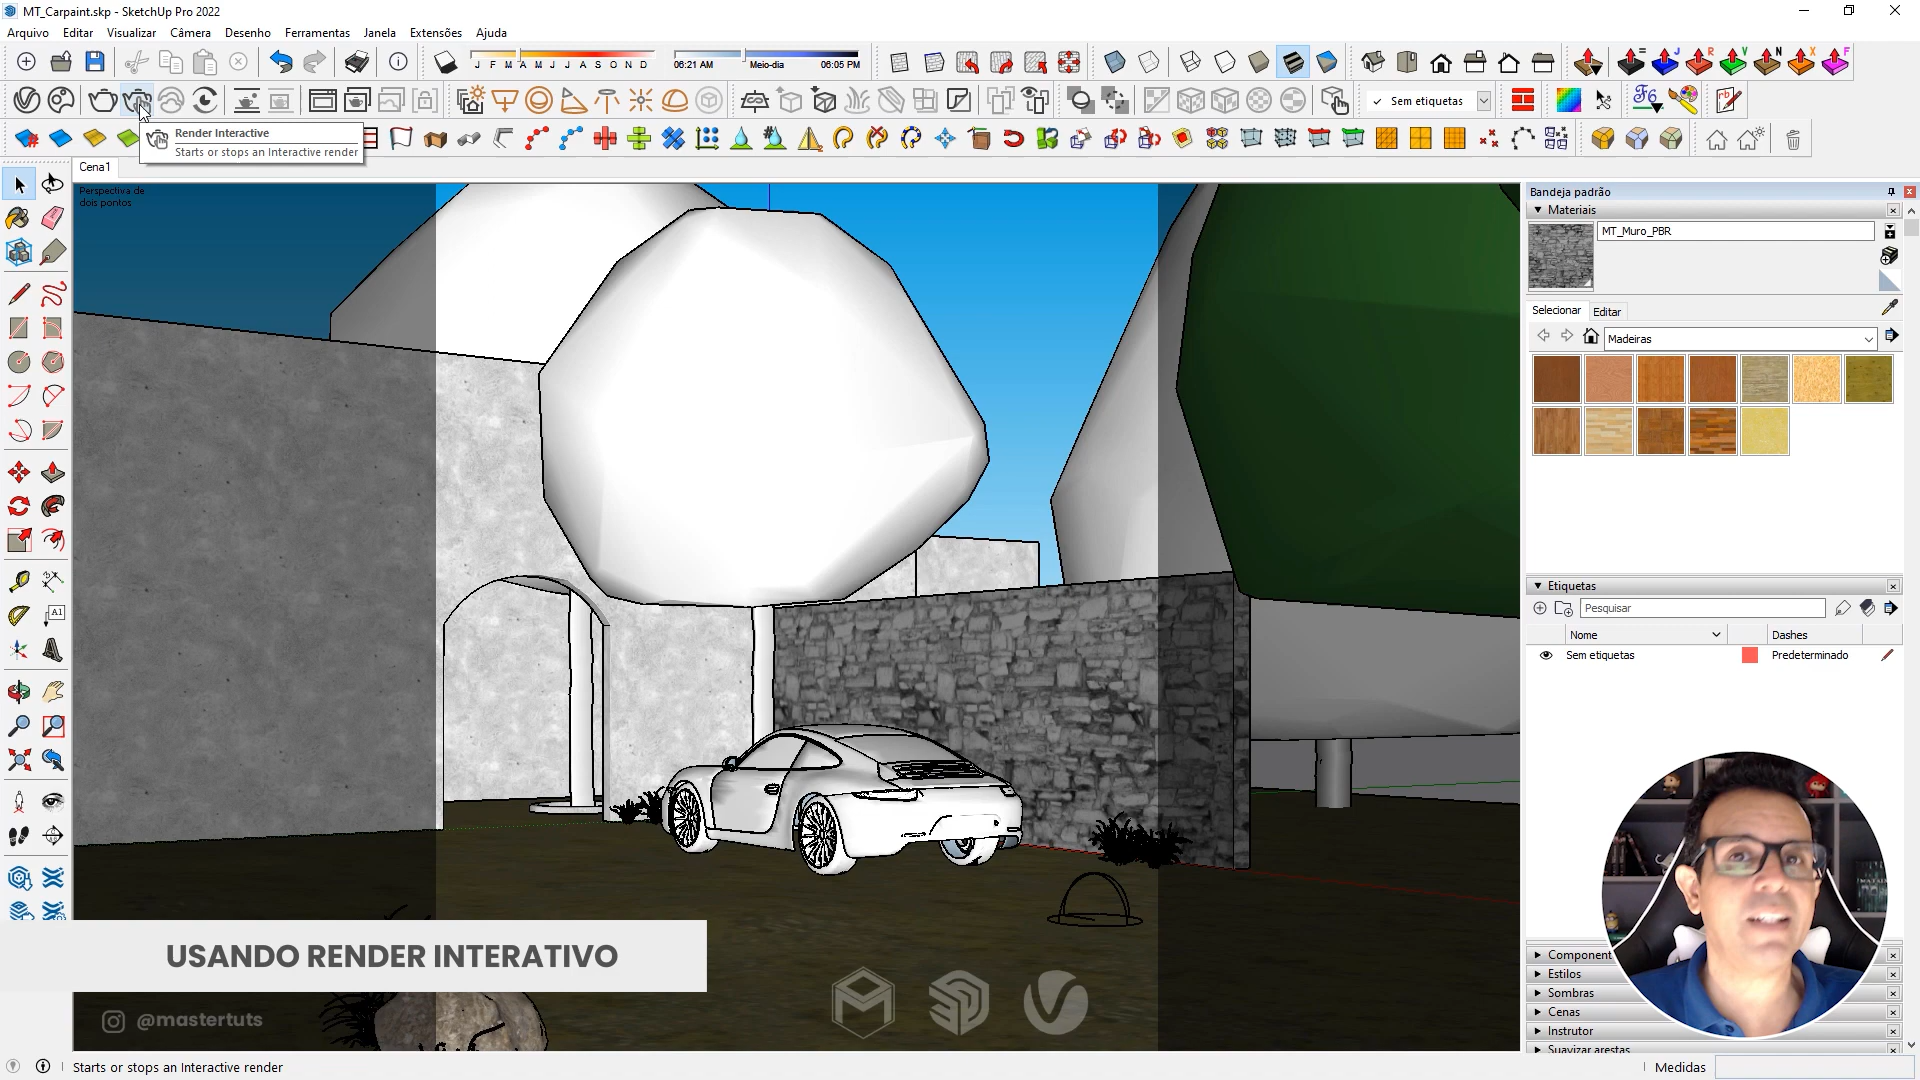 MT_Carpaint.skp - SketchUp Pro 2022
Arquivo Editar Visualizar Câmera Desenho Ferramentas Janela Extensões Ajuda
J F M A M J J A S O N D
06:21 AM Meio-dia 06:05 PM
= J R V N X F
Sem etiquetas
Render Interactive
Starts or stops an Interactive render
Cena1
Perspectiva de
dois pontos
Bandeja padrão
Materiais
MT_Muro_PBR
Selecionar Editar
Madeiras
Etiquetas
Pesquisar
Nome Dashes
Sem etiquetas Predeterminado
Component
Estilos
Sombras
Cenas
Instrutor
Suavizar arestas
USANDO RENDER INTERATIVO
@mastertuts
Starts or stops an Interactive render
Medidas